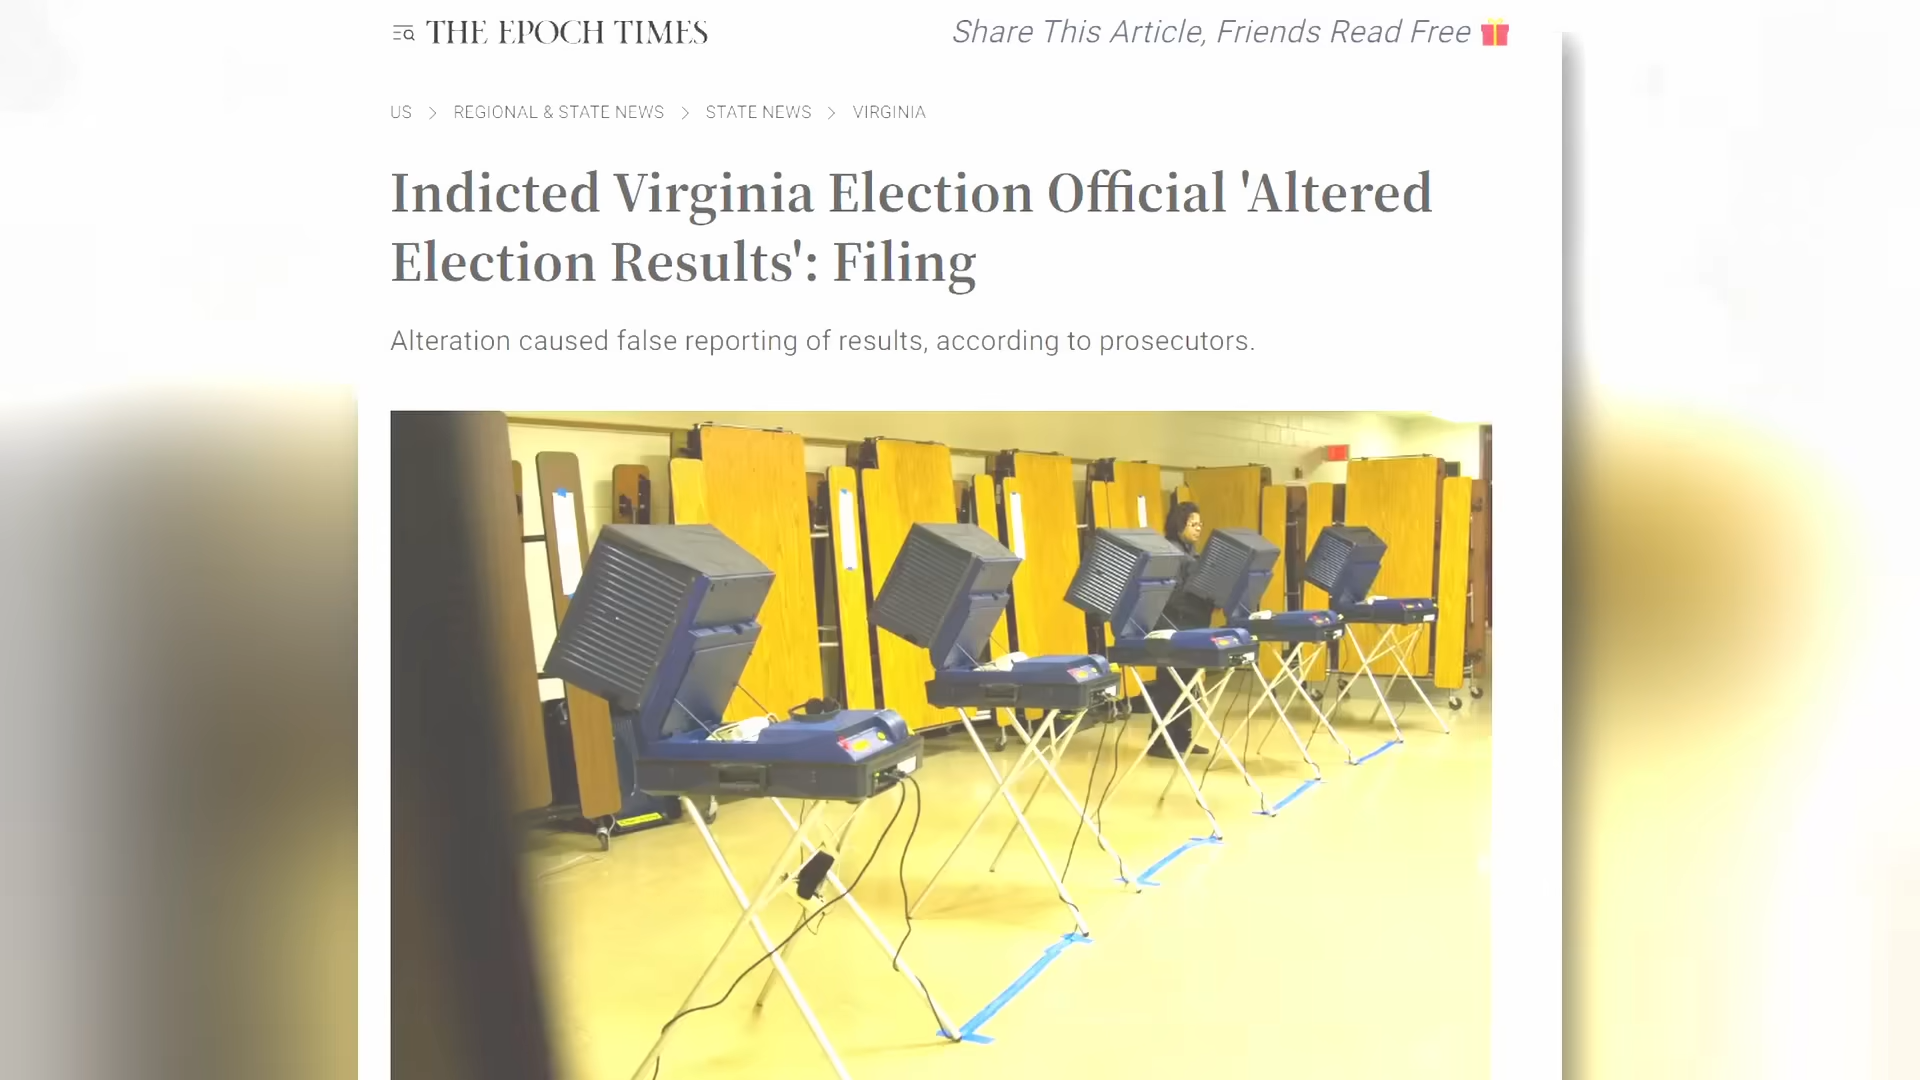 THE EPOCH TIMES
Share This Article, Friends Read Free
US > REGIONAL & STATE NEWS > STATE NEWS > VIRGINIA
Indicted Virginia Election Official 'Altered
Election Results': Filing
Alteration caused false reporting of results, according to prosecutors.